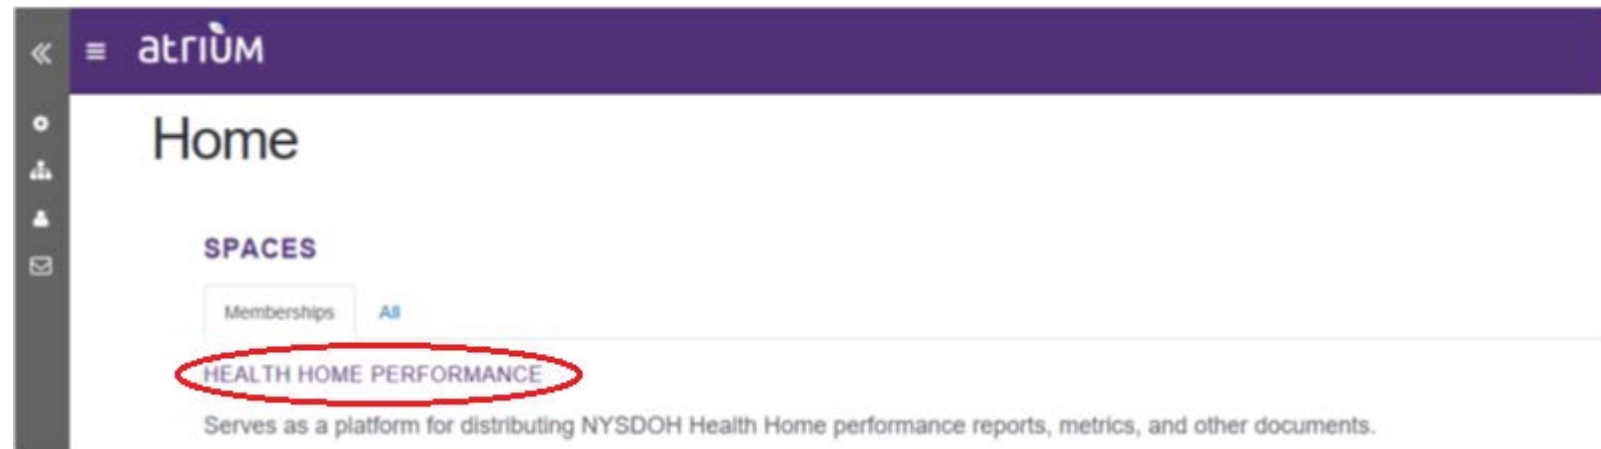 atrium
Home
SPACES
Memberships All
HEALTH HOME PERFORMANCE
Serves as a platform for distributing NYSDOH Health Home performance reports, metrics, and other documents.